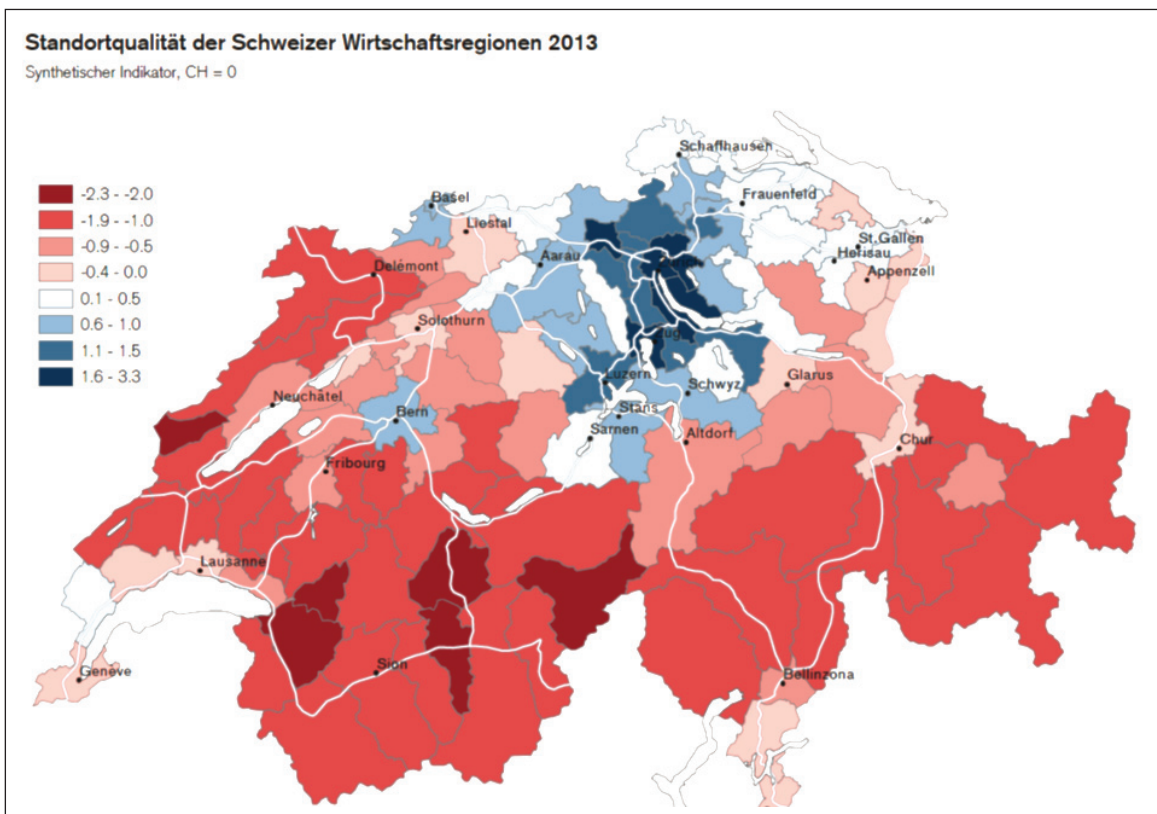 Standortqualität der Schweizer Wirtschaftsregionen 2013
Synthetischer Indikator, CH = 0
Schaffhausen
-2.3 - -2.0
-1.9 - -1.0
-0.9 - -0.5
-0.4 - 0.0
0.1 - 0.5
0.6 - 1.0
1.1 - 1.5
1.6 - 3.3
Basel
Frauenfeld
Liestal
St.Gallen
Aarau
Herisau
Delémont
Appenzell
Solothurn
Luzern
Schwyz
Glarus
Neuchâtel
Bern
Stans
Sarnen
Altdorf
Chur
Fribourg
Lausanne
Sion
Genève
Bellinzona